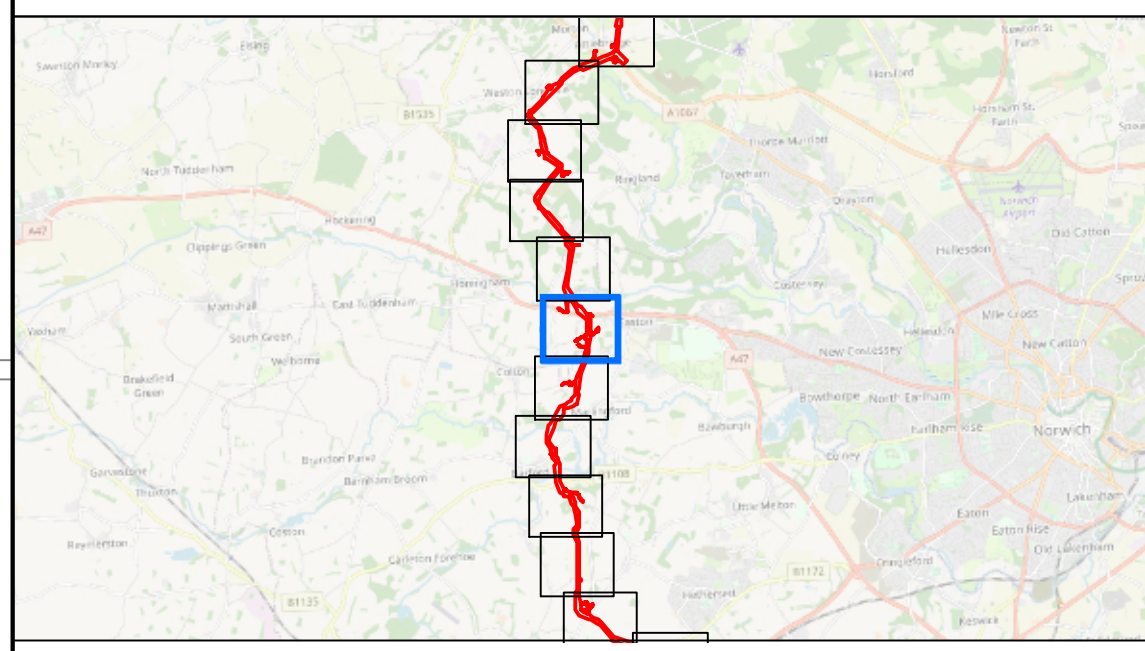 Morton
Newton St.
Faith
Elsing
Swanton Morley
Attlebridge
Horsford
Weston Longville
B1535
A1067
Horsham St.
Faith
Thorpe Marriott
North Tuddenham
Ringland
Taverham
Drayton
Norwich
Airport
A47
Hockering
Clippings Green
Old Catton
Hellesdon
Honingham
Costessey
Mattishall
East Tuddenham
Mile Cross
Easton
Yaxham
South Green
Hellesdon
New Catton
Welborne
A47
New Costessey
Colton
Brakefield
Green
Bowthorpe
North Earlham
Marlingford
Bawburgh
Earlham Rise
Norwich
Brandon Parva
Colney
Garvestone
Barnham Broom
Barford
B1108
Thuxton
Lakenham
Little Melton
Eaton
Coston
Eaton Rise
Reymerston
Old Lakenham
Carleton Forehoe
Cringleford
B1172
Hethersett
B1135